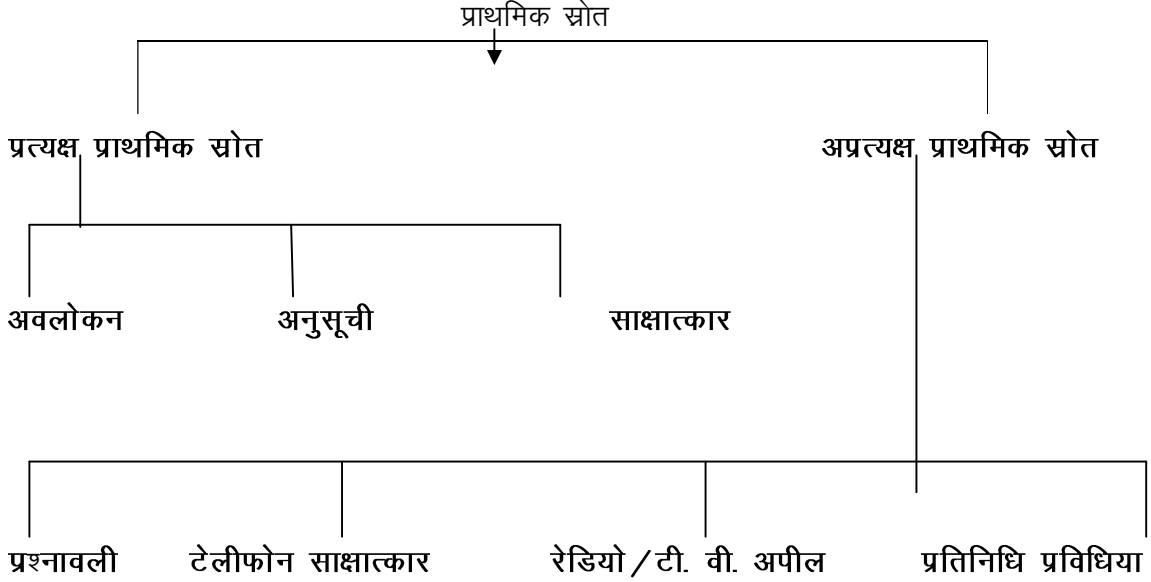 प्राथमिक स्रोत
प्रत्यक्ष प्राथमिक स्रोत अप्रत्यक्ष प्राथमिक स्रोत
अवलोकन अनुसूची साक्षात्कार
प्रश्नावली टेलीफोन साक्षात्कार रेडियो/टी. वी. अपील प्रतिनिधि प्रविधिया